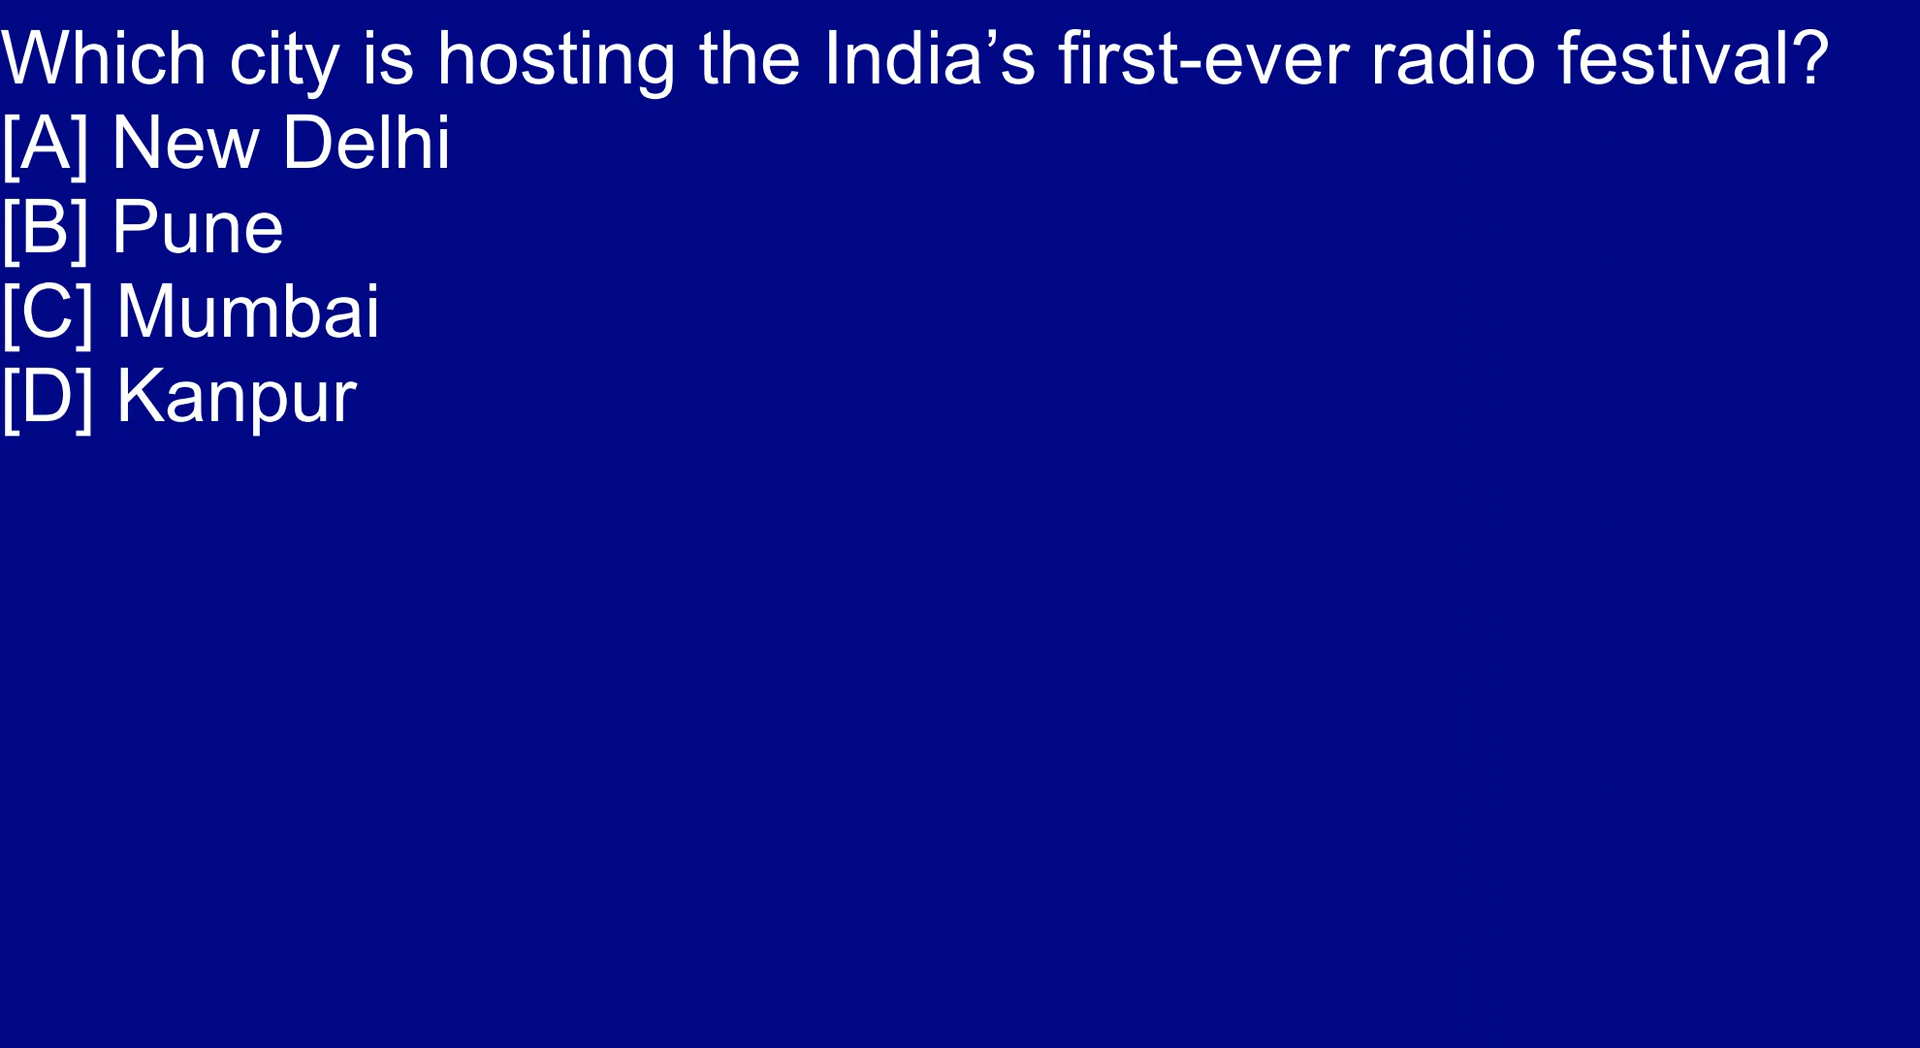 Which city is hosting the India’s first-ever radio festival?
[A] New Delhi
[B] Pune
[C] Mumbai
[D] Kanpur